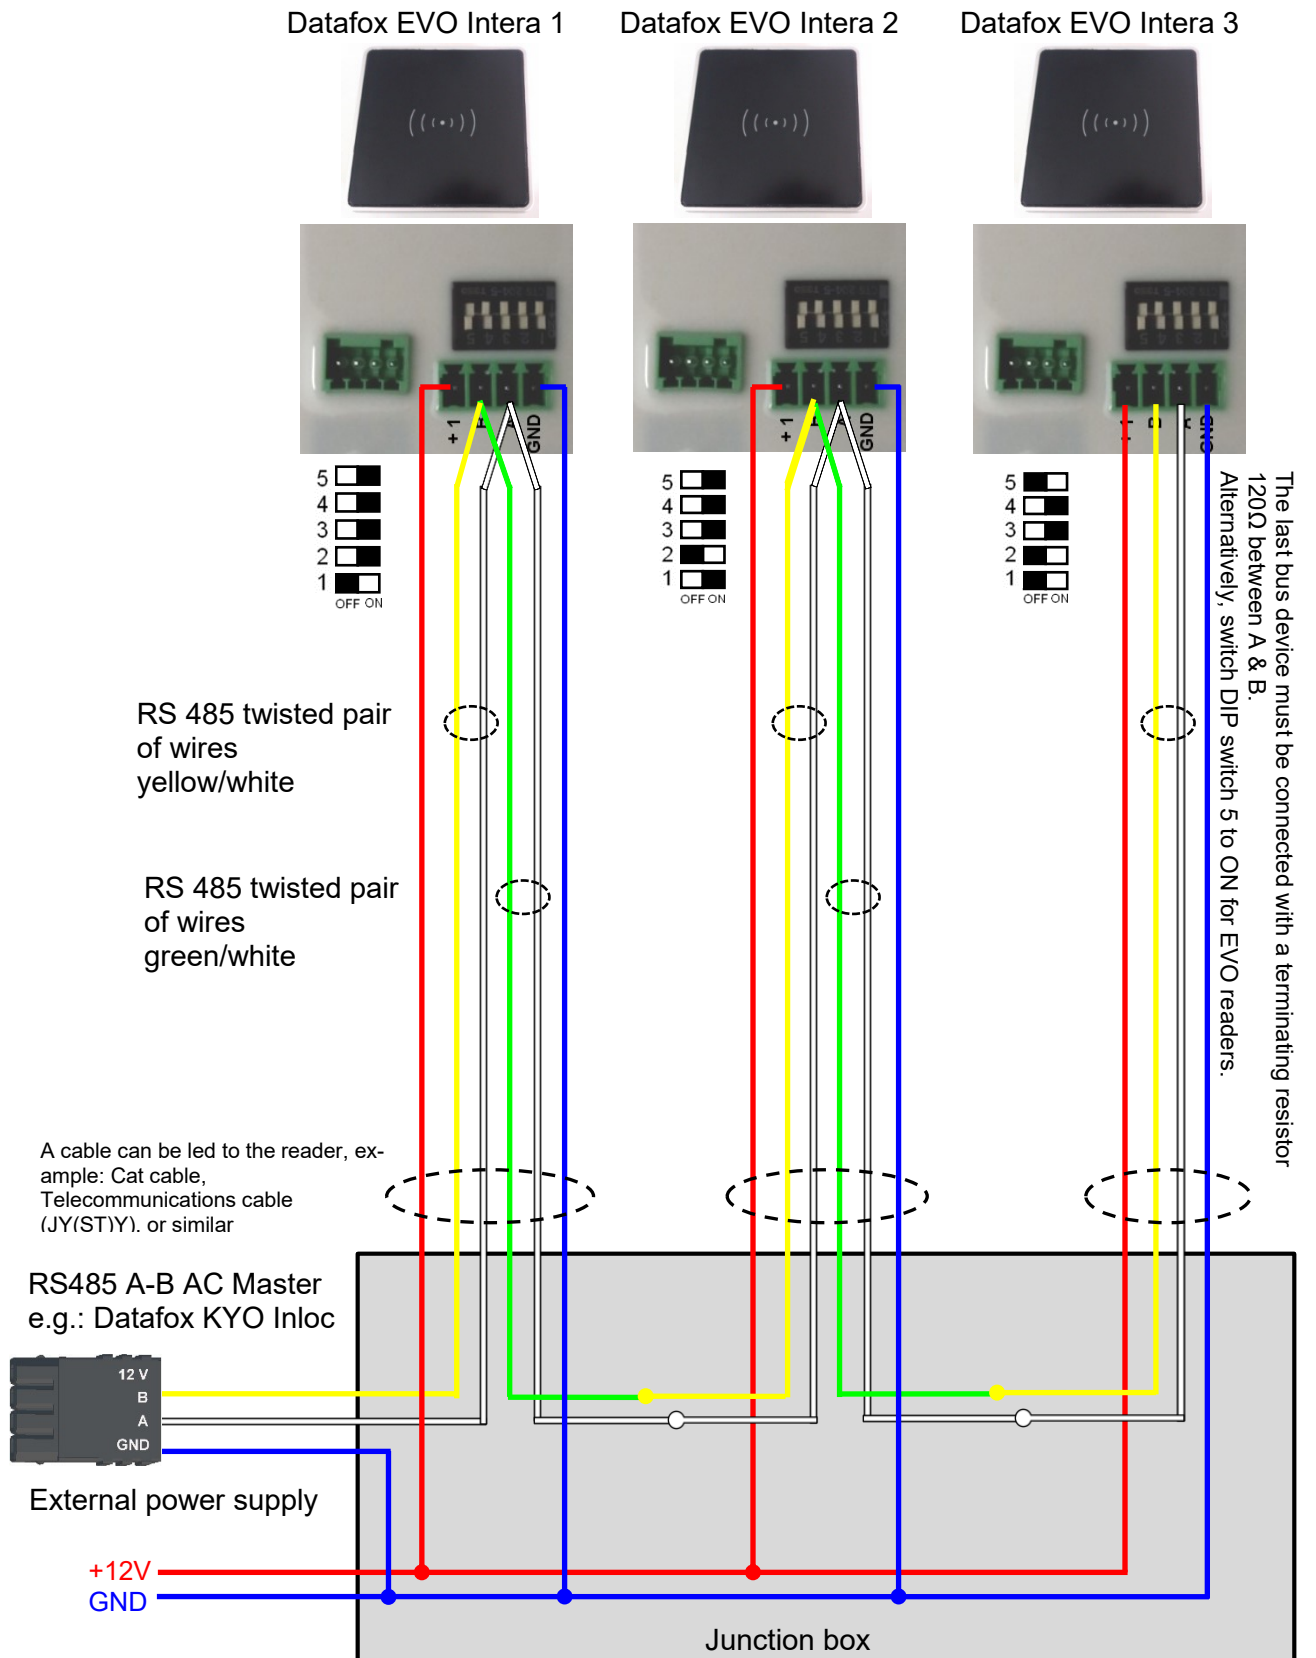 Datafox EVO Intera 1
Datafox EVO Intera 2
Datafox EVO Intera 3
+ 1
GND
+ 1
GND
5
4
3
2
1
OFF ON
5
4
3
2
1
OFF ON
5
4
3
2
1
OFF ON
The last bus device must be connected with a terminating resistor
120Ω between A & B.
Alternatively, switch DIP switch 5 to ON for EVO readers.
RS 485 twisted pair
of wires
yellow/white
RS 485 twisted pair
of wires
green/white
A cable can be led to the reader, ex-
ample: Cat cable,
Telecommunications cable
(JY(ST)Y), or similar
RS485 A-B AC Master
e.g.: Datafox KYO Inloc
12 V
B
A
GND
External power supply
+12V
GND
Junction box